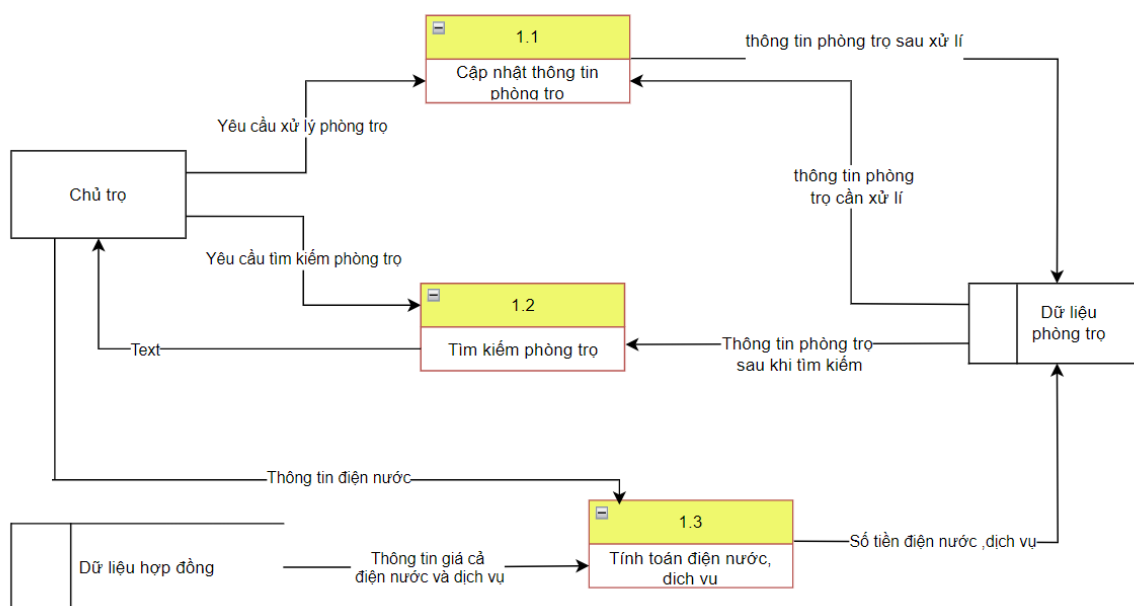 1.1
Cập nhật thông tin
phòng trọ
thông tin phòng trọ sau xử lí
Yêu cầu xử lý phòng trọ
Chủ trọ
thông tin phòng
trọ cần xử lí
Yêu cầu tìm kiếm phòng trọ
1.2
Tìm kiếm phòng trọ
Text
Thông tin phòng trọ
sau khi tìm kiếm
Dữ liệu
phòng trọ
Thông tin điện nước
1.3
Tính toán điện nước,
dịch vụ
Số tiền điện nước ,dịch vụ
Dữ liệu hợp đồng
Thông tin giá cả
điện nước và dịch vụ